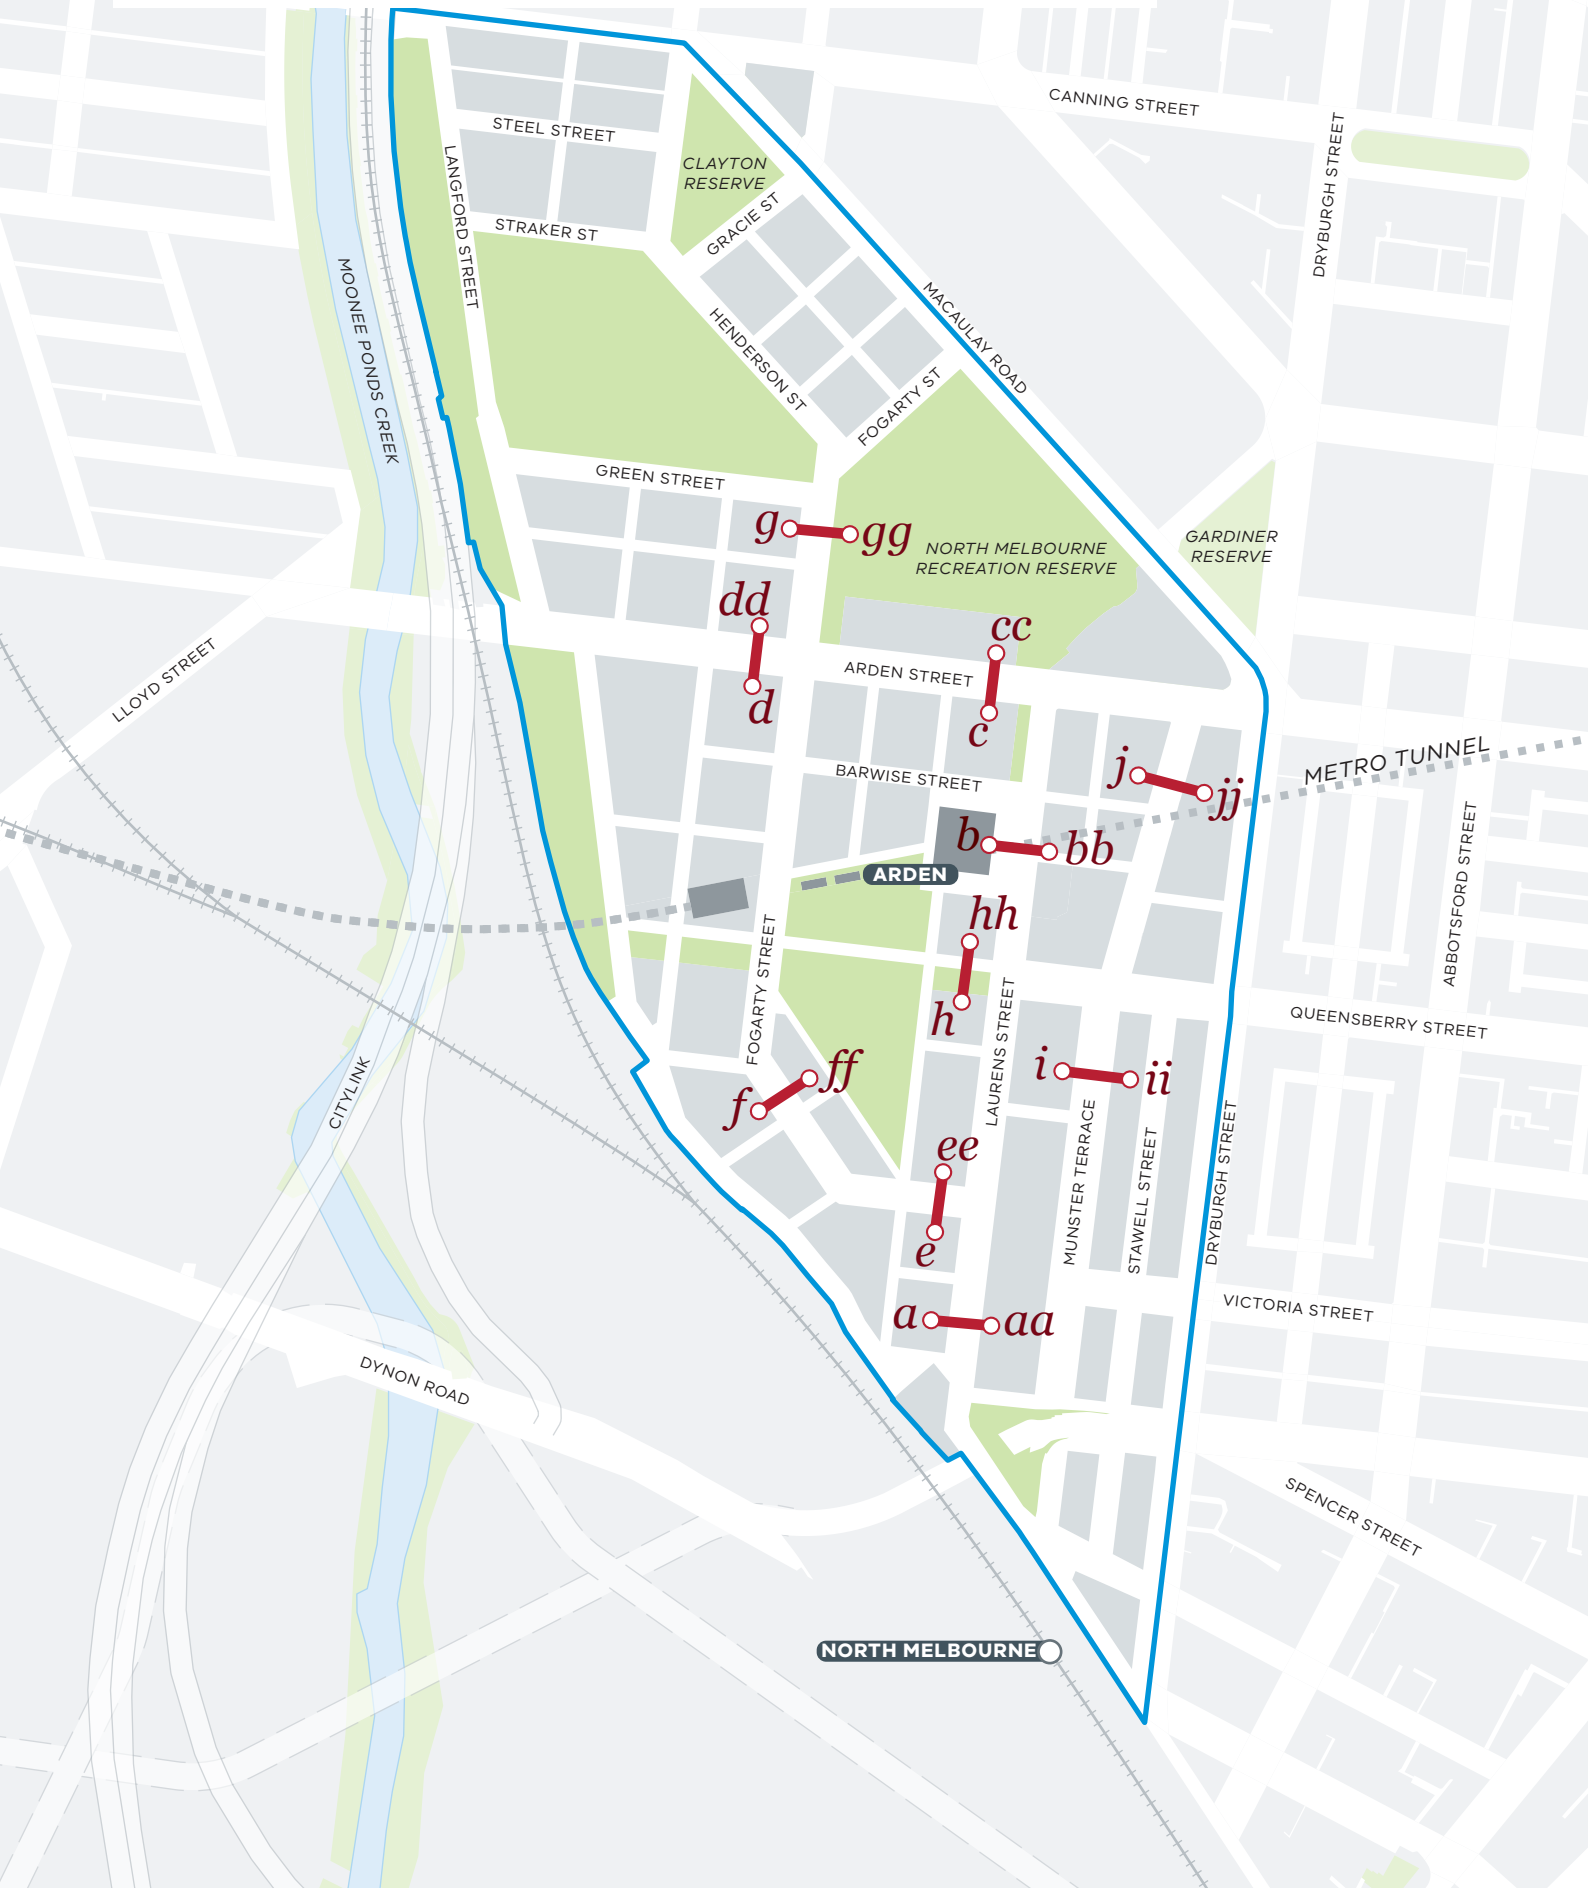 CANNING STREET
STEEL STREET
LANGFORD STREET
CLAYTON
RESERVE
DRYBURGH STREET
STRAKER ST
GRACIE ST
MOONEE PONDS CREEK
HENDERSON ST
MACAULAY ROAD
FOGARTY ST
GREEN STREET
g
gg
NORTH MELBOURNE
RECREATION RESERVE
GARDINER
RESERVE
dd
d
cc
c
LLOYD STREET
ARDEN STREET
BARWISE STREET
j
jj
METRO TUNNEL
b
bb
ARDEN
hh
h
ABBOTSFORD STREET
FOGARTY STREET
LAURENS STREET
QUEENSBERRY STREET
CITYLINK
f
ff
i
ii
MUNSTER TERRACE
STAWELL STREET
DRYBURGH STREET
ee
e
a
aa
VICTORIA STREET
DYNON ROAD
SPENCER STREET
NORTH MELBOURNE